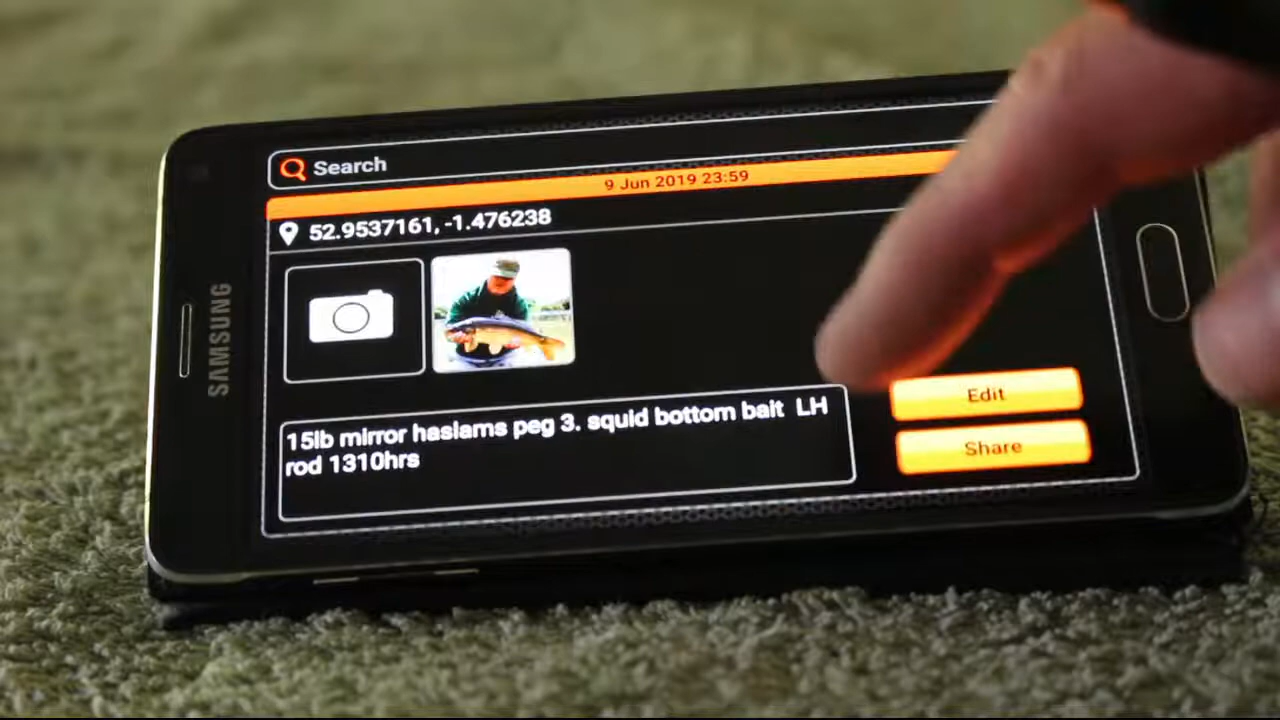 Search
9 Jun 2019 23:59
52.9537161, -1.476238
SAMSUNG
15lb mirror haslams peg 3. squid bottom bait LH
rod 1310hrs
Edit
Share